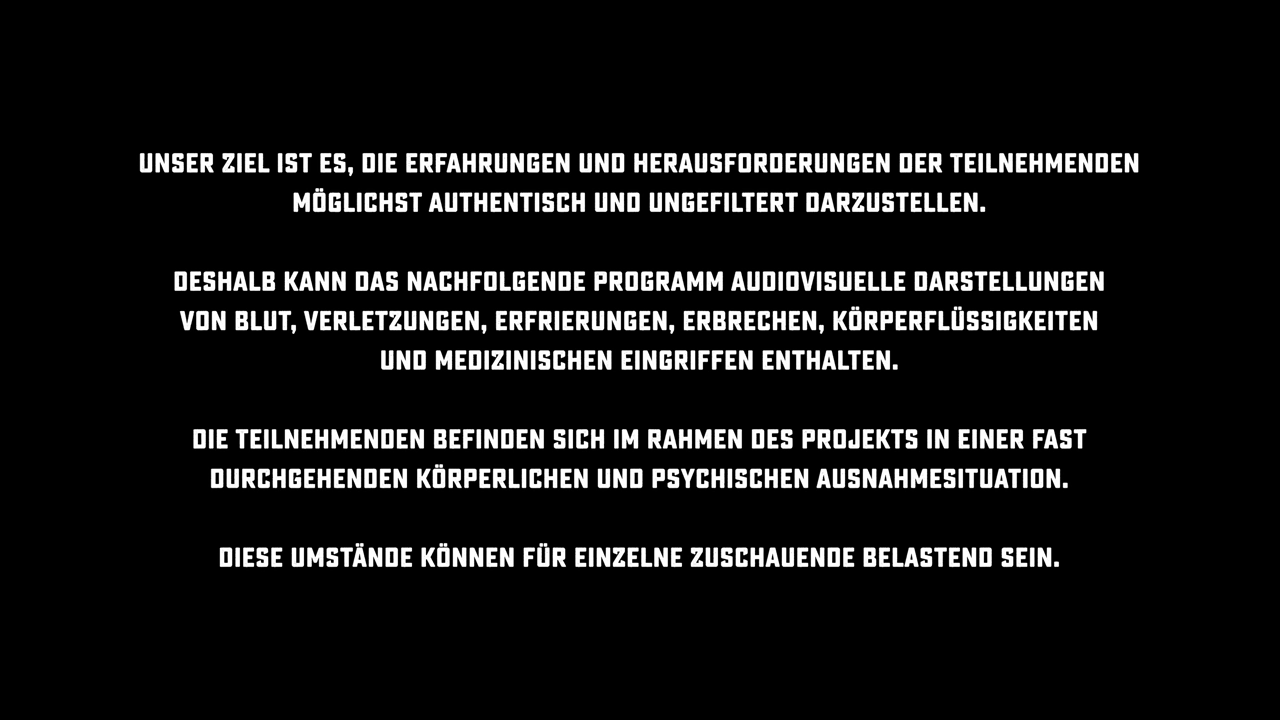 UNSER ZIEL IST ES, DIE ERFAHRUNGEN UND HERAUSFORDERUNGEN DER TEILNEHMENDEN
MÖGLICHST AUTHENTISCH UND UNGEFILTERT DARZUSTELLEN.
DESHALB KANN DAS NACHFOLGENDE PROGRAMM AUDIOVISUELLE DARSTELLUNGEN
VON BLUT, VERLETZUNGEN, ERFRIERUNGEN, ERBRECHEN, KÖRPERFLÜSSIGKEITEN
UND MEDIZINISCHEN EINGRIFFEN ENTHALTEN.
DIE TEILNEHMENDEN BEFINDEN SICH IM RAHMEN DES PROJEKTS IN EINER FAST
DURCHGEHENDEN KÖRPERLICHEN UND PSYCHISCHEN AUSNAHMESITUATION.
DIESE UMSTÄNDE KÖNNEN FÜR EINZELNE ZUSCHAUENDE BELASTEND SEIN.